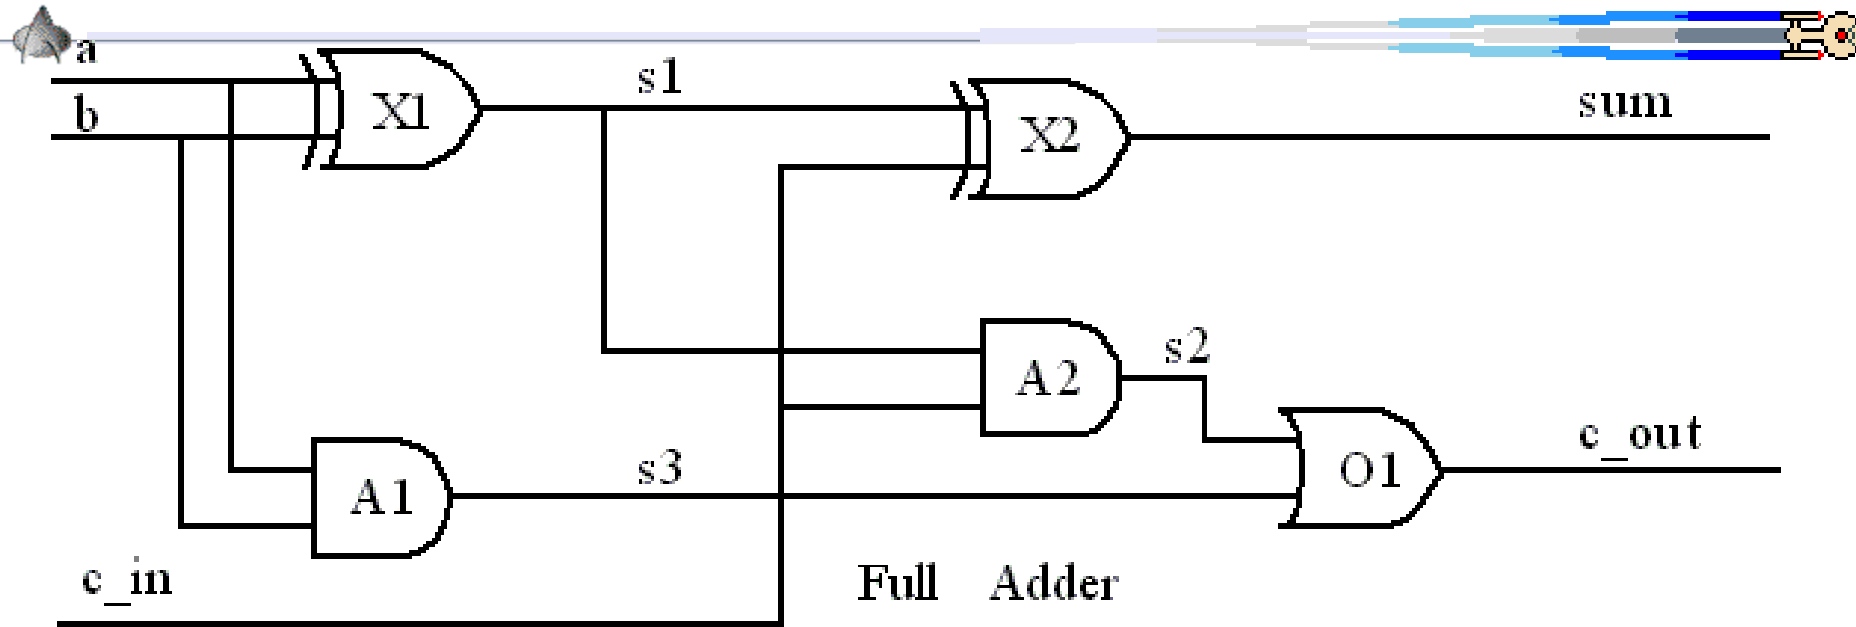 a
s1
b
X1
sum
X2
s2
A2
c_out
s3
O1
A1
c_in
Full Adder